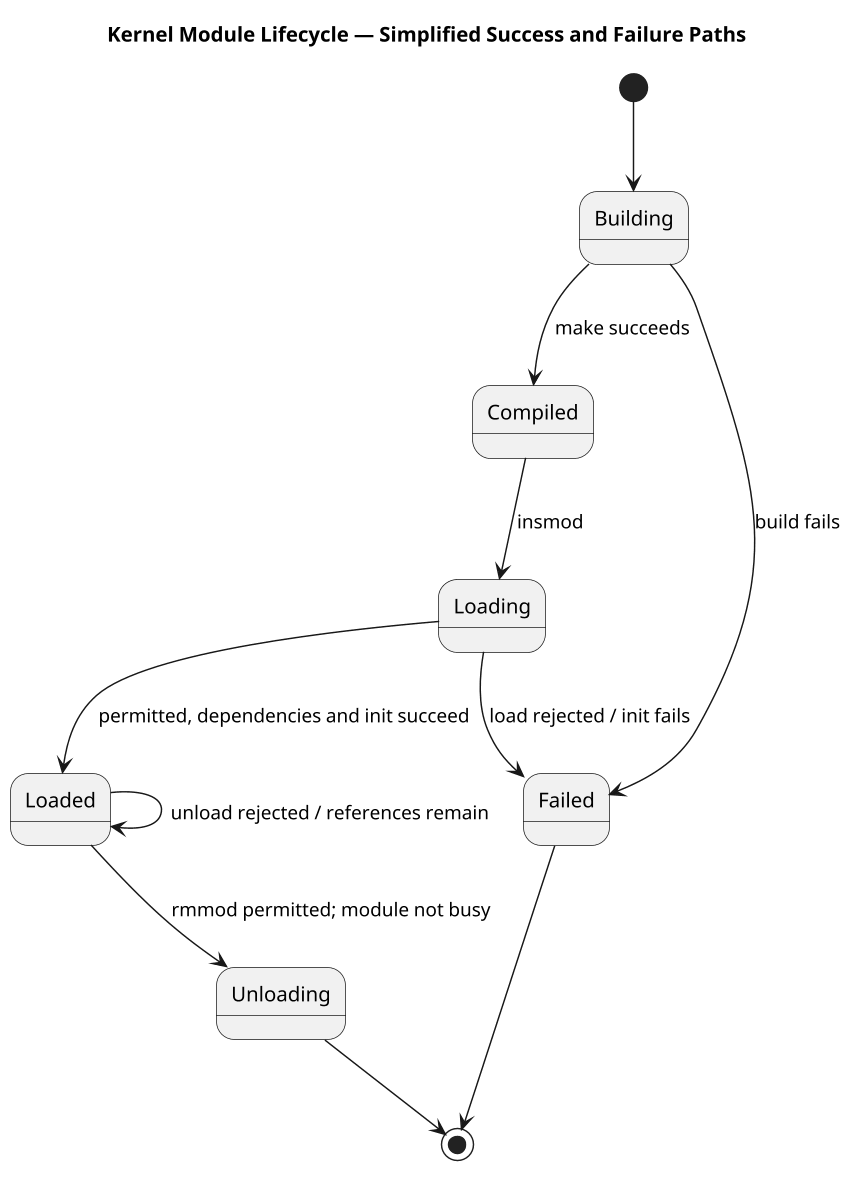 Kernel Module Lifecycle — Simplified Success and Failure Paths
Building
make succeeds
Compiled
insmod
build fails
Loading
permitted, dependencies and init succeed
load rejected / init fails
Loaded
unload rejected / references remain
Failed
rmmod permitted; module not busy
Unloading